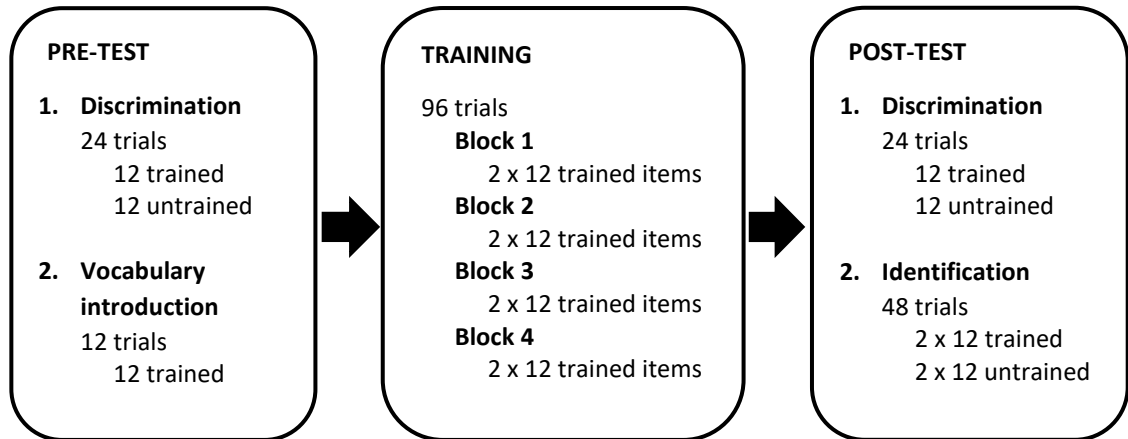 PRE-TEST
1. Discrimination
24 trials
12 trained
12 untrained
2. Vocabulary
introduction
12 trials
12 trained
TRAINING
96 trials
Block 1
2 x 12 trained items
Block 2
2 x 12 trained items
Block 3
2 x 12 trained items
Block 4
2 x 12 trained items
POST-TEST
1. Discrimination
24 trials
12 trained
12 untrained
2. Identification
48 trials
2 x 12 trained
2 x 12 untrained